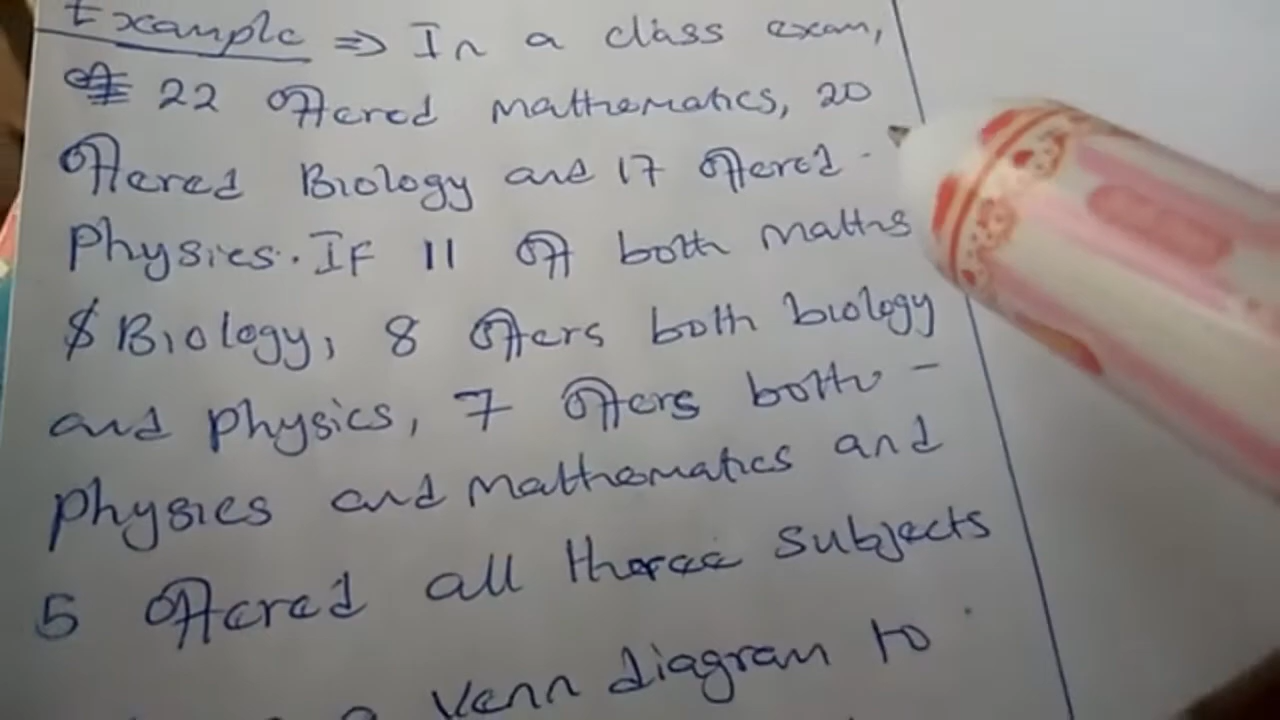 Example ⇒ In a class exam,
22 offered mathematics, 20
offered Biology and 17 offered -
physics. If 11 off both maths
$ Biology, 8 offers both biology
and physics, 7 offers both -
physics and mathematics and
5 offered all three subjects
a Venn diagram to